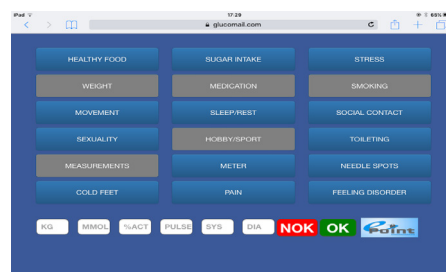 iPad 17:29 65%
glucomail.com
HEALTHY FOOD SUGAR INTAKE STRESS
WEIGHT MEDICATION SMOKING
MOVEMENT SLEEP/REST SOCIAL CONTACT
SEXUALITY HOBBY/SPORT TOILETING
MEASUREMENTS METER NEEDLE SPOTS
COLD FEET PAIN FEELING DISORDER
KG MMOL %ACT PULSE SYS DIA NOK OK Point